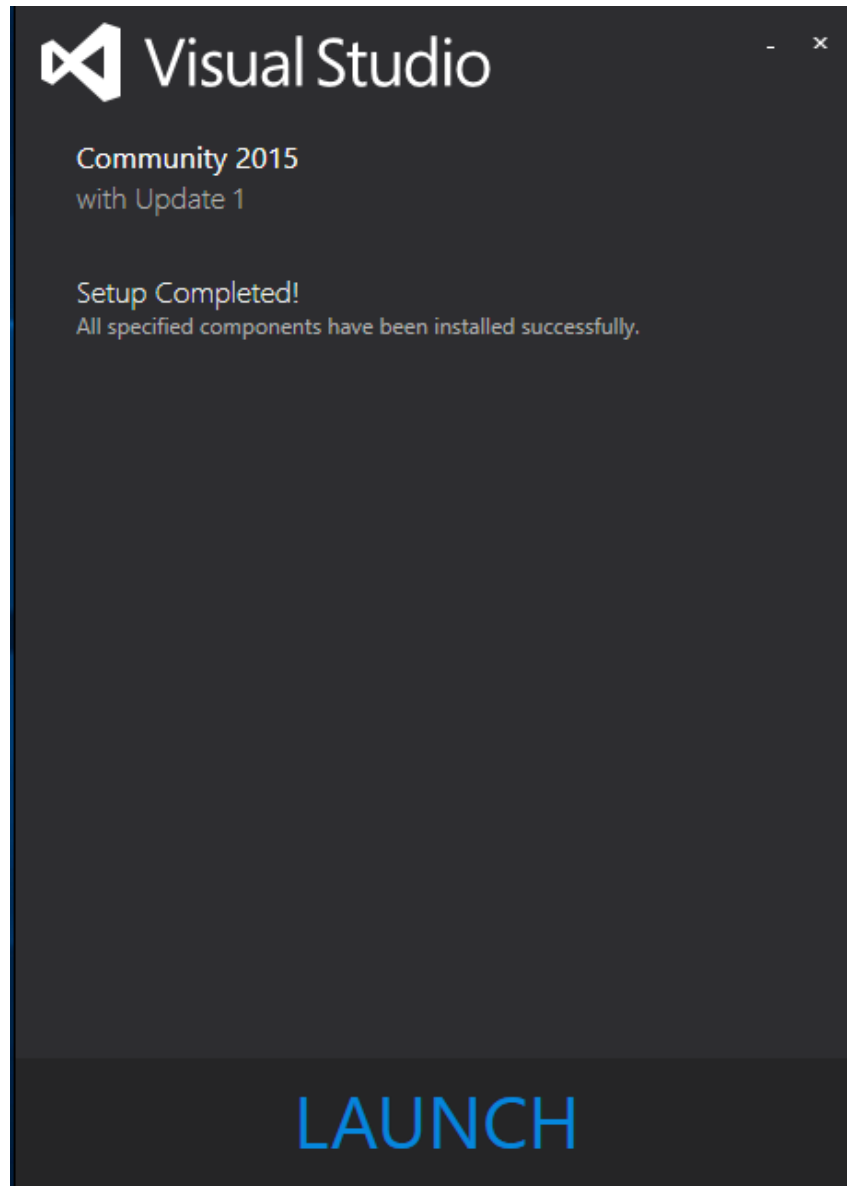 Visual Studio
Community 2015
with Update 1
Setup Completed!
All specified components have been installed successfully.
LAUNCH